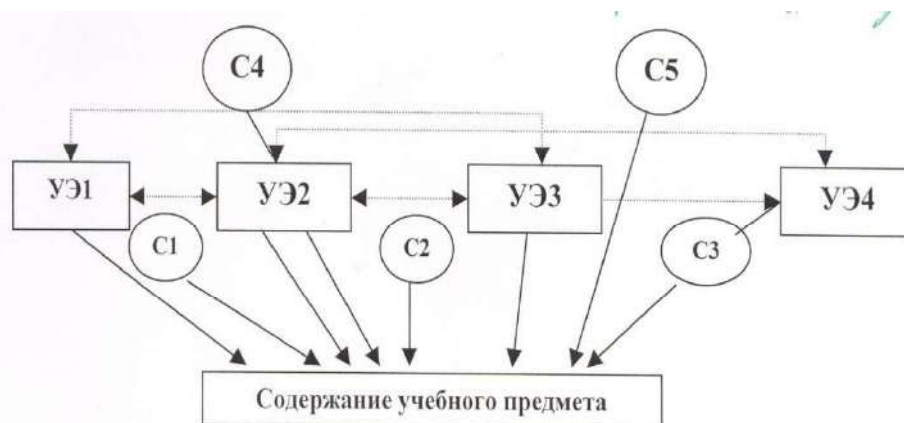 С4
С5
УЭ1
УЭ2
УЭ3
УЭ4
С1
С2
С3
Содержание учебного предмета